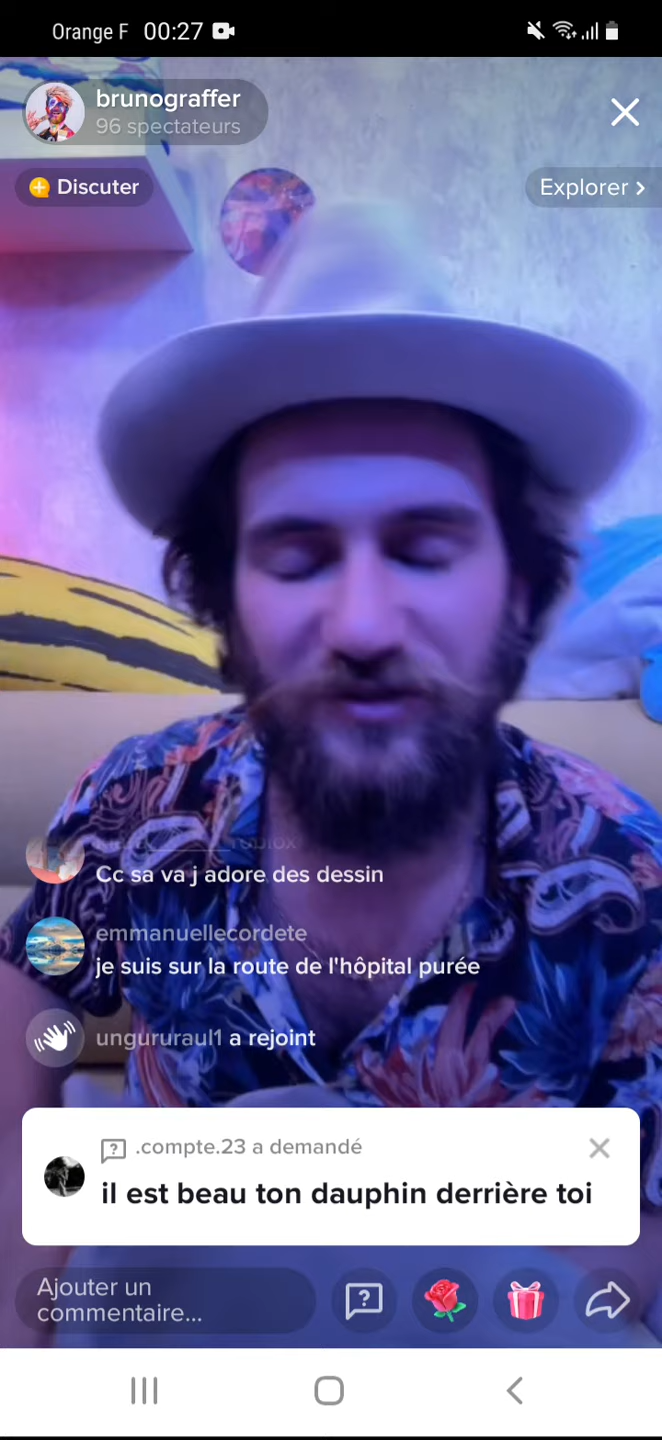 Orange F 00:27
brunograffer
96 spectateurs
Discuter
Explorer
Cc sa va j adore des dessin
emmanuellecordete
je suis sur la route de l'hôpital purée
ungururaul1 a rejoint
.compte.23 a demandé
il est beau ton dauphin derrière toi
Ajouter un
commentaire...